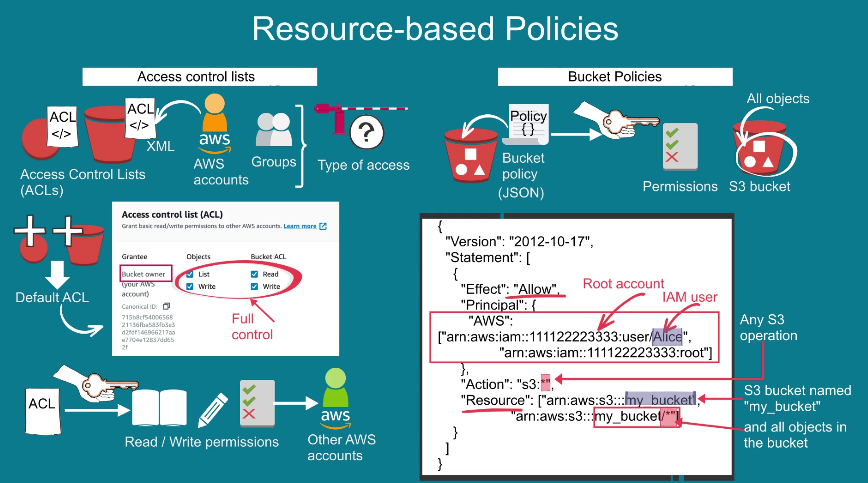 Resource-based Policies
Access control lists
ACL
</>
ACL
</>
XML
aws
AWS
accounts
Groups
?
Type of access
Access Control Lists
(ACLs)
Default ACL
Access control list (ACL)
Grant basic read/write permissions to other AWS accounts. Learn more
Grantee
Objects
Bucket ACL
Bucket owner
(your AWS
account)
List
Read
Write
Write
Canonical ID:
715b8cf54006568
21136fba583fb3e3
d2fcf146966217aa
e7704e12837dd65
2f
Full
control
ACL
Read / Write permissions
aws
Other AWS
accounts
Bucket Policies
Policy
{ }
Bucket
policy
(JSON)
Permissions
All objects
S3 bucket
{
"Version": "2012-10-17",
"Statement": [
{
"Effect": "Allow",
"Principal": {
"AWS":
["arn:aws:iam::111122223333:user/Alice",
"arn:aws:iam::111122223333:root"]
},
"Action": "s3:*",
"Resource": ["arn:aws:s3:::my_bucket",
"arn:aws:s3:::my_bucket/*"]
}
]
}
Root account
IAM user
Any S3
operation
S3 bucket named
"my_bucket"
and all objects in
the bucket